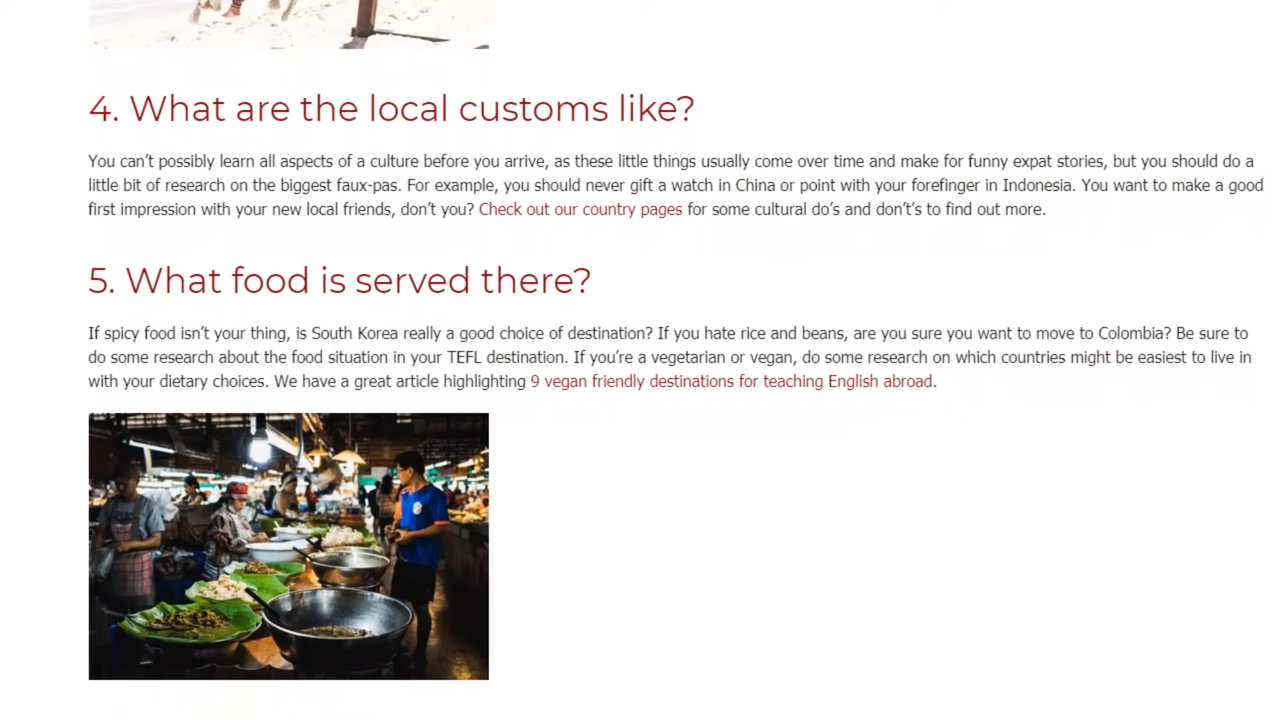 4. What are the local customs like?
You can't possibly learn all aspects of a culture before you arrive, as these little things usually come over time and make for funny expat stories, but you should do a
little bit of research on the biggest faux-pas. For example, you should never gift a watch in China or point with your forefinger in Indonesia. You want to make a good
first impression with your new local friends, don't you? Check out our country pages for some cultural do's and don't's to find out more.
5. What food is served there?
If spicy food isn't your thing, is South Korea really a good choice of destination? If you hate rice and beans, are you sure you want to move to Colombia? Be sure to
do some research about the food situation in your TEFL destination. If you're a vegetarian or vegan, do some research on which countries might be easiest to live in
with your dietary choices. We have a great article highlighting 9 vegan friendly destinations for teaching English abroad.